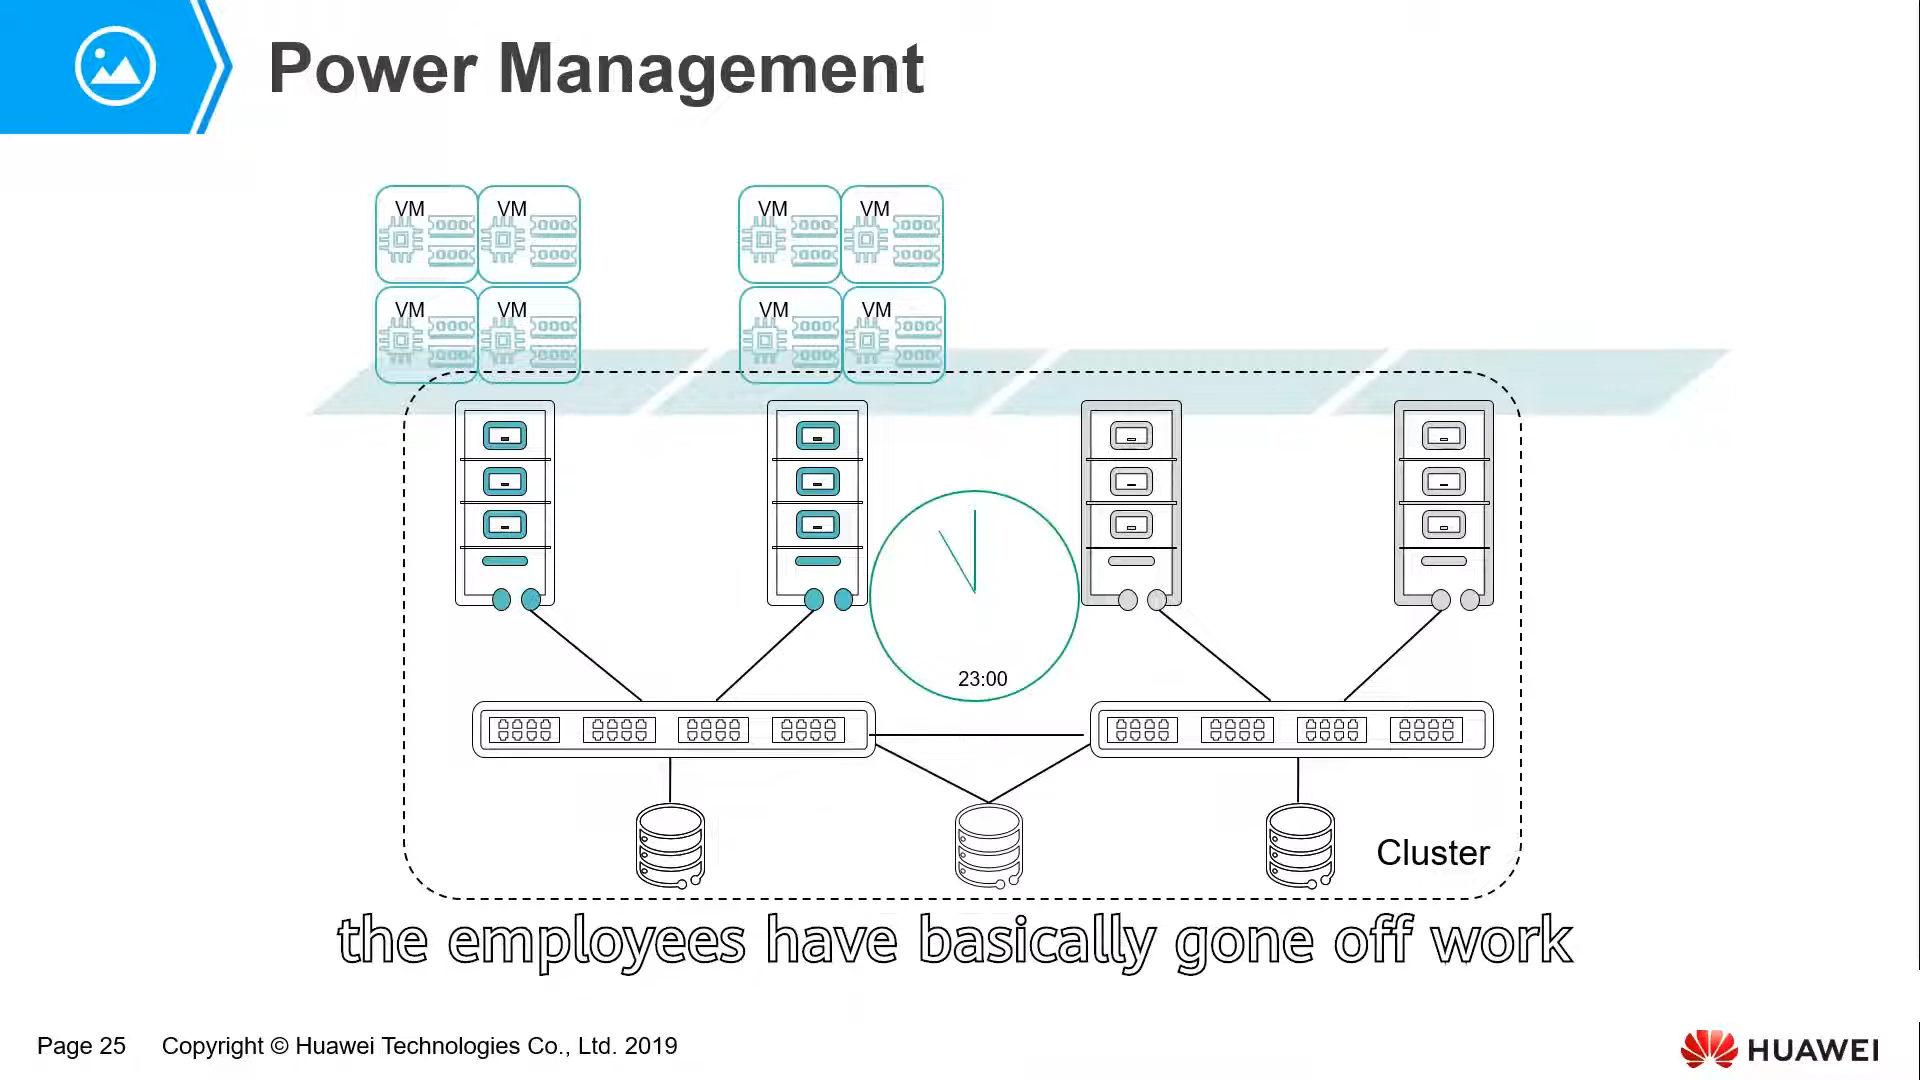 Power Management
VM VM VM VM
VM VM VM VM
23:00
Cluster
the employees have basically gone off work
Page 25 Copyright © Huawei Technologies Co., Ltd. 2019
HUAWEI